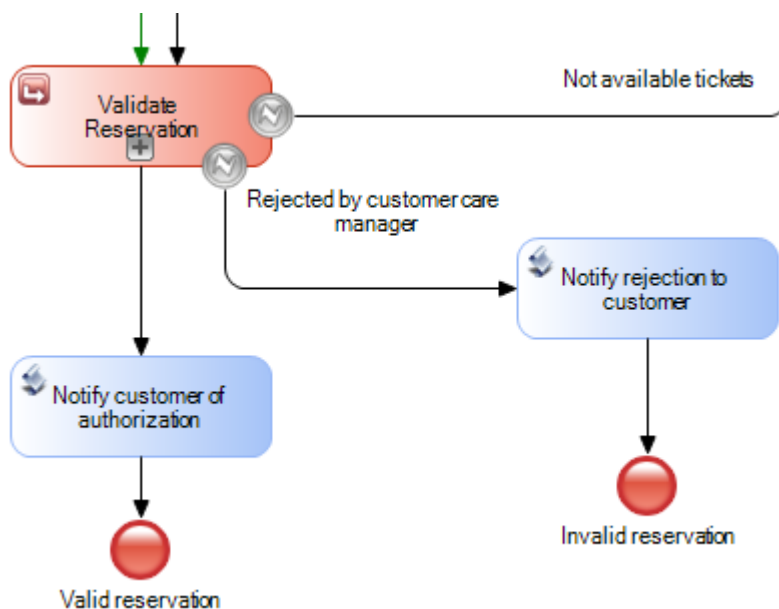 Not available tickets
Validate
Reservation
Rejected by customer care
manager
Notify rejection to
customer
Notify customer of
authorization
Invalid reservation
Valid reservation